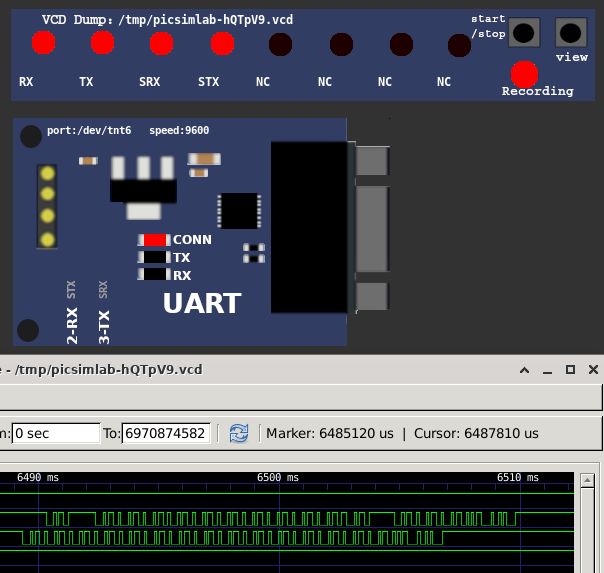 VCD Dump: /tmp/picsimlab-hQTpV9.vcd
start
/stop
view
RX TX SRX STX NC NC NC NC
Recording
port:/dev/tnt6 speed:9600
CONN
TX
RX
UART
2-RX STX
3-TX SRX
e - /tmp/picsimlab-hQTpV9.vcd
m: 0 sec To: 6970874582 Marker: 6485120 us | Cursor: 6487810 us
6490 ms 6500 ms 6510 ms